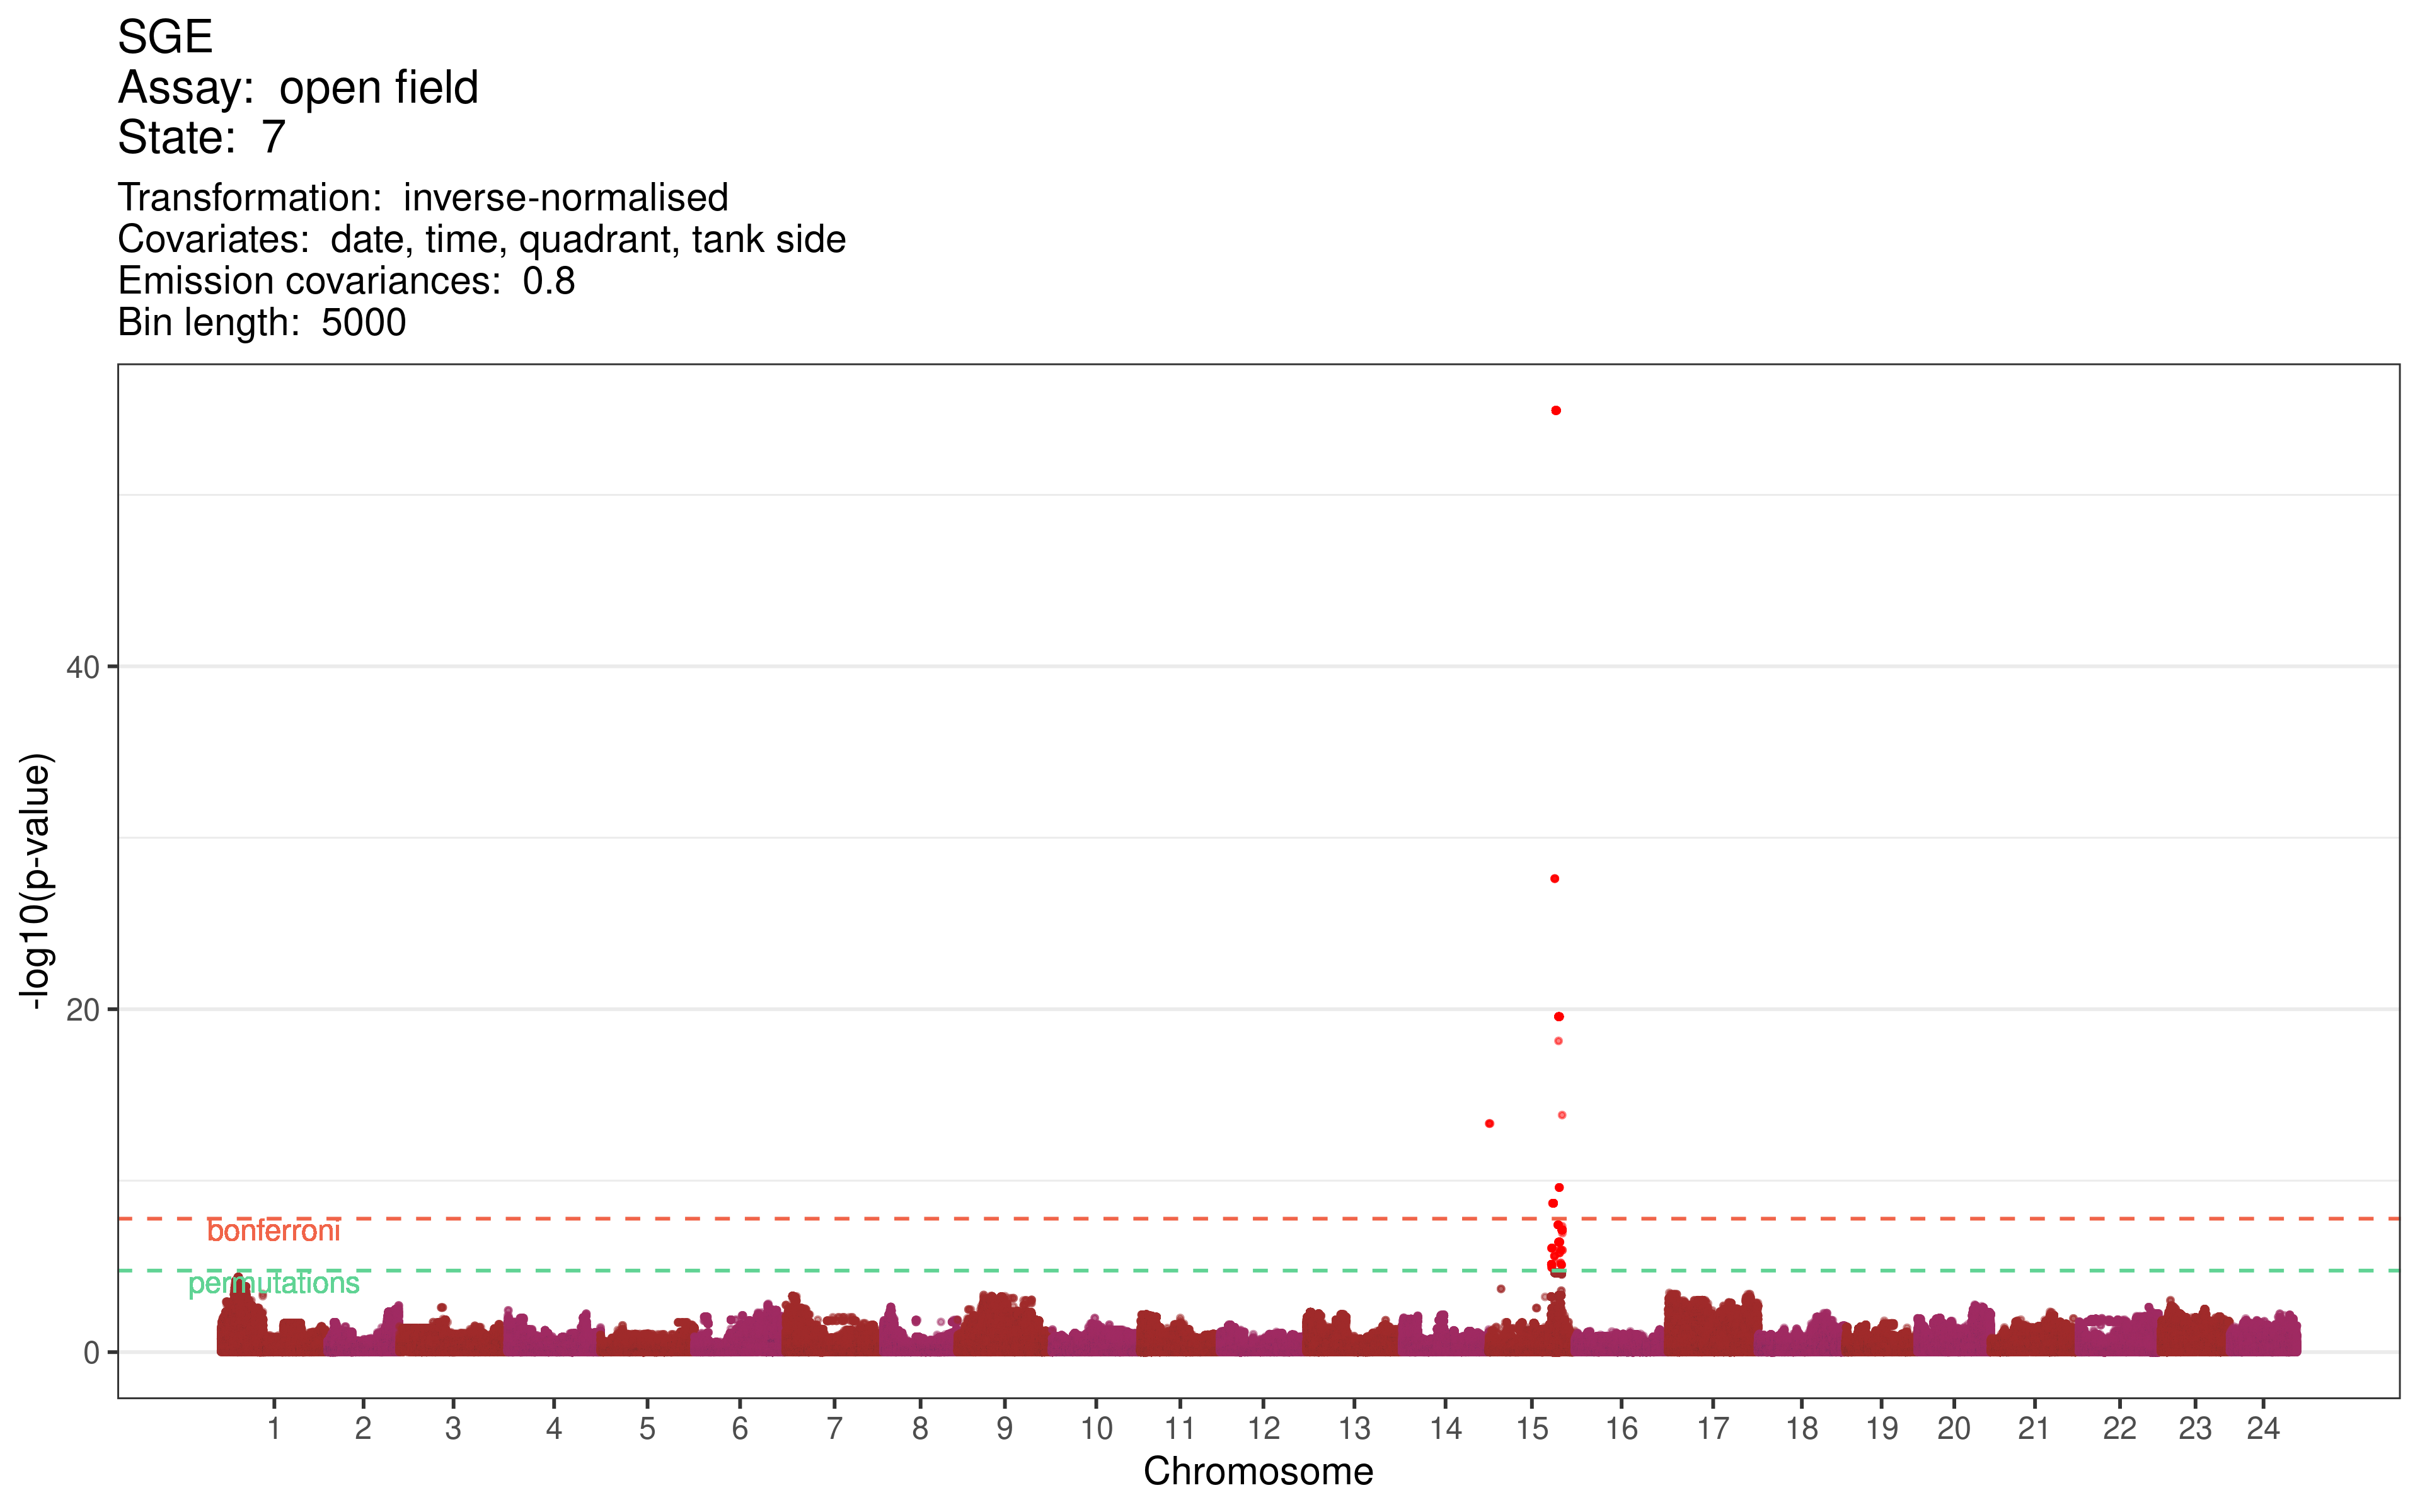 SGE
Assay:  open field
State:  7
Transformation:  inverse-normalised
Covariates:  date, time, quadrant, tank side
Emission covariances:  0.8
Bin length:  5000
-log10(p-value)
40
20
0
bonferroni
permutations
1 2 3 4 5 6 7 8 9 10 11 12 13 14 15 16 17 18 19 20 21 22 23 24
Chromosome